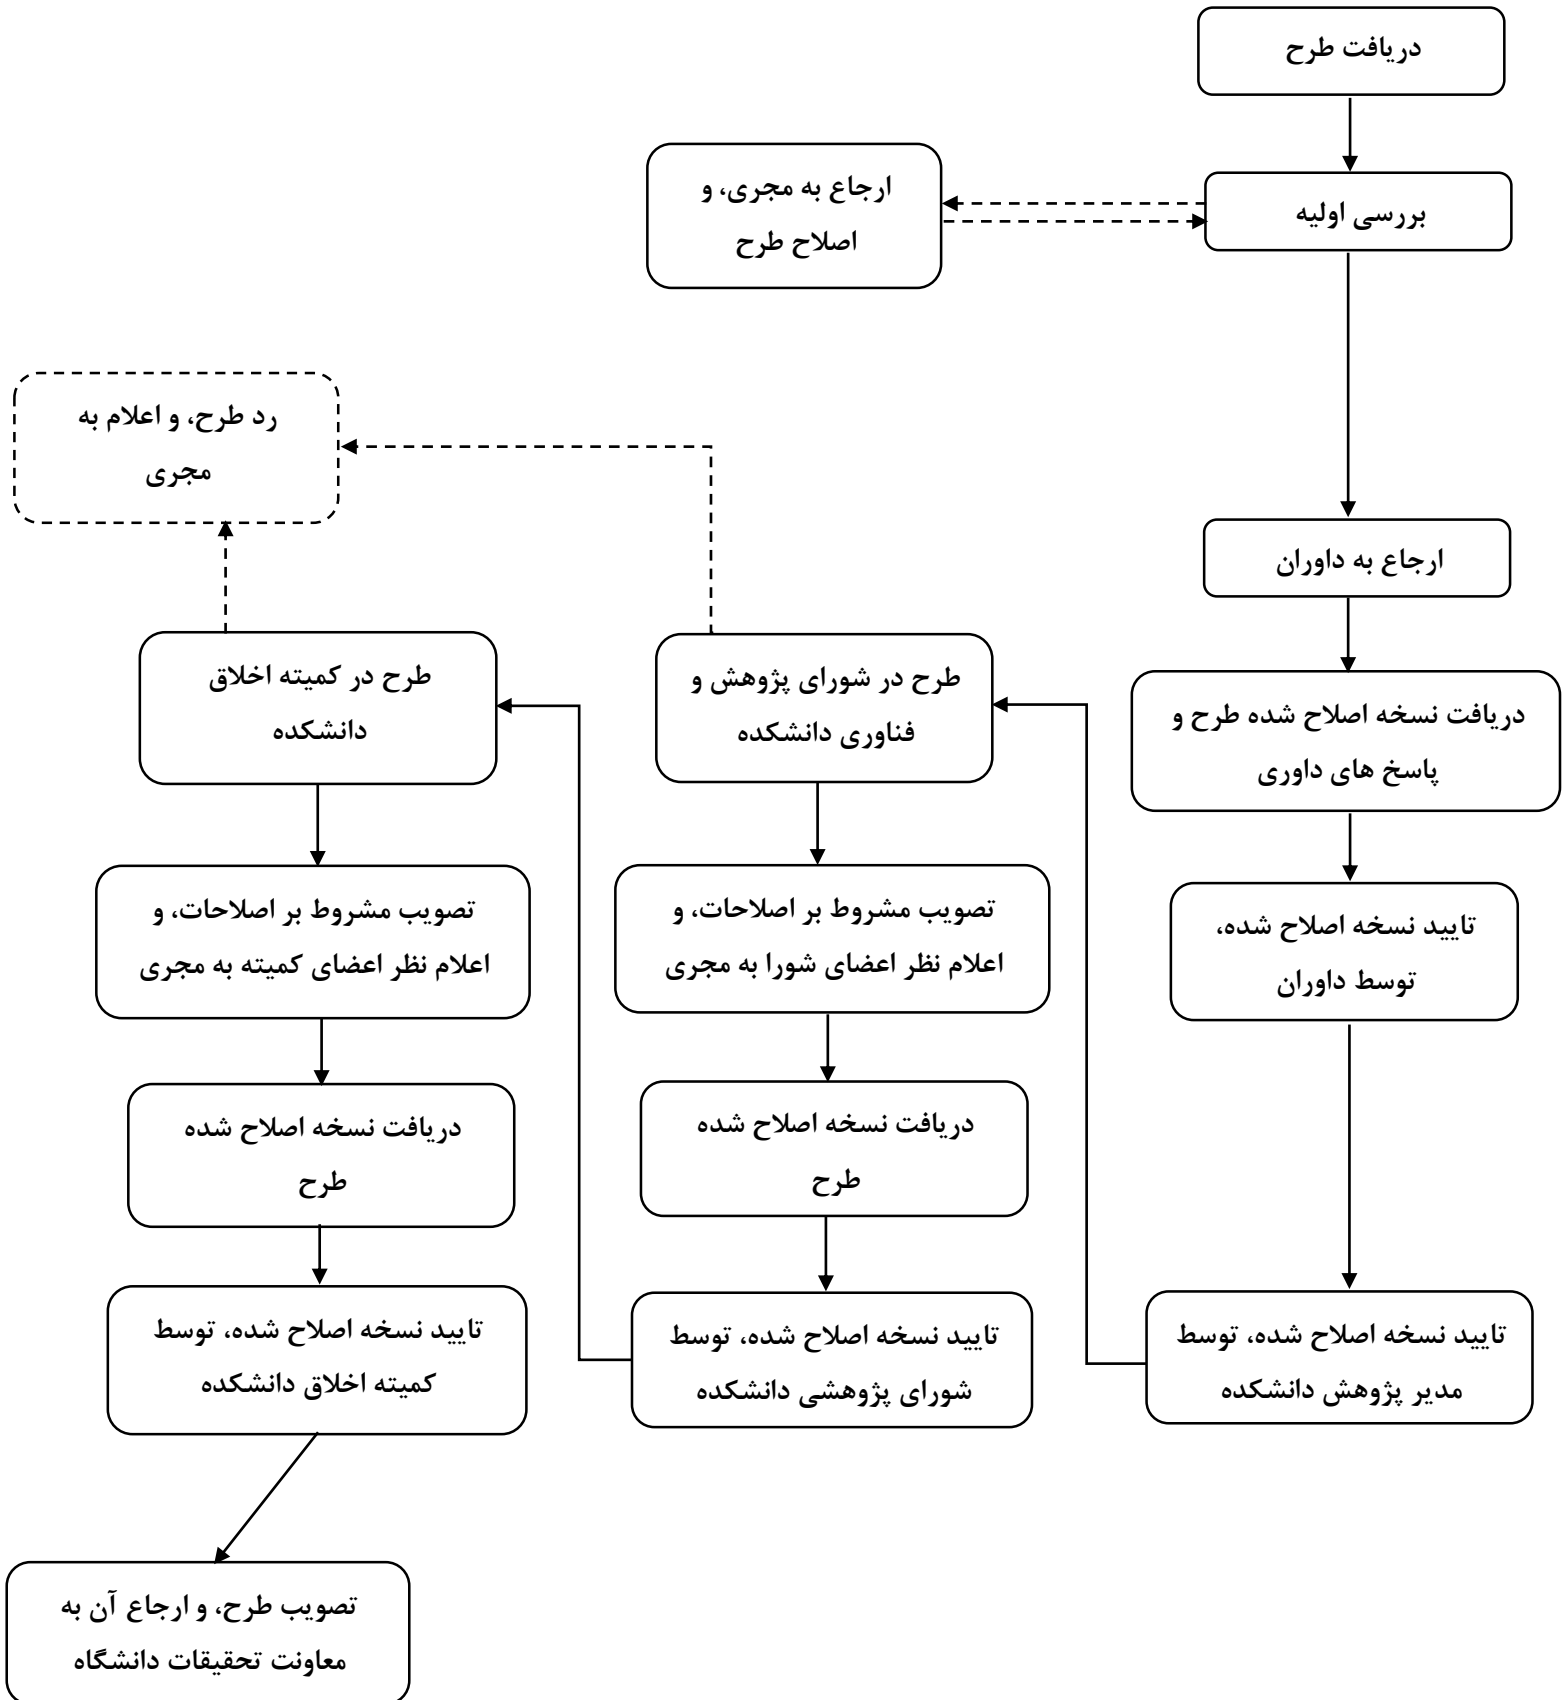 دریافت طرح
بررسی اولیه
ارجاع به مجری، و
اصلاح طرح
ارجاع به داوران
دریافت نسخه اصلاح شده طرح و
پاسخ های داوری
تایید نسخه اصلاح شده،
توسط داوران
تایید نسخه اصلاح شده، توسط
مدیر پژوهش دانشکده
طرح در شورای پژوهش و
فناوری دانشکده
تصویب مشروط بر اصلاحات، و
اعلام نظر اعضای شورا به مجری
دریافت نسخه اصلاح شده
طرح
تایید نسخه اصلاح شده، توسط
شورای پژوهشی دانشکده
رد طرح، و اعلام به
مجری
طرح در کمیته اخلاق
دانشکده
تصویب مشروط بر اصلاحات، و
اعلام نظر اعضای کمیته به مجری
دریافت نسخه اصلاح شده
طرح
تایید نسخه اصلاح شده، توسط
کمیته اخلاق دانشکده
تصویب طرح، و ارجاع آن به
معاونت تحقیقات دانشگاه